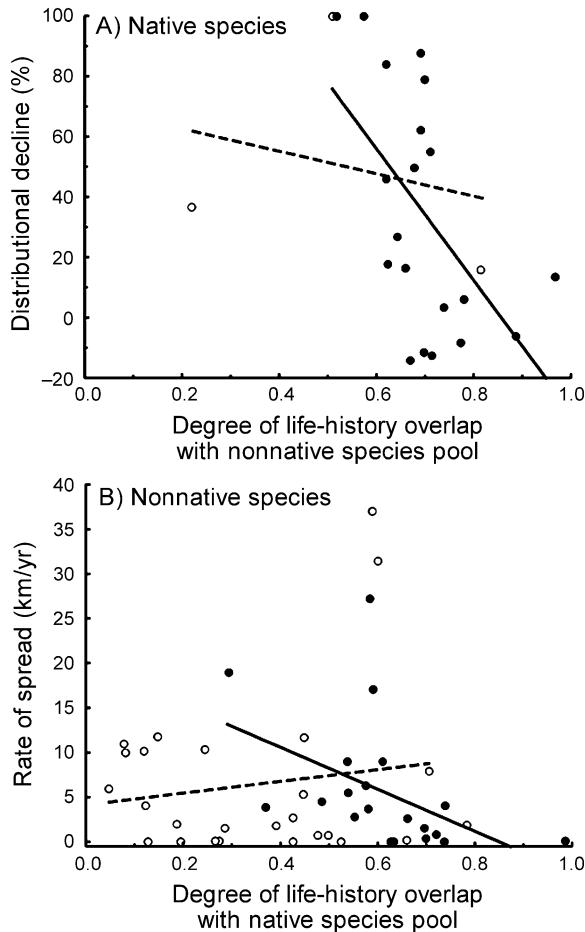 A) Native species
Distributional decline (%)
100
80
60
40
20
0
–20
0.0 0.2 0.4 0.6 0.8 1.0
Degree of life-history overlap
with nonnative species pool
B) Nonnative species
Rate of spread (km/yr)
40
35
30
25
20
15
10
5
0
0.0 0.2 0.4 0.6 0.8 1.0
Degree of life-history overlap
with native species pool